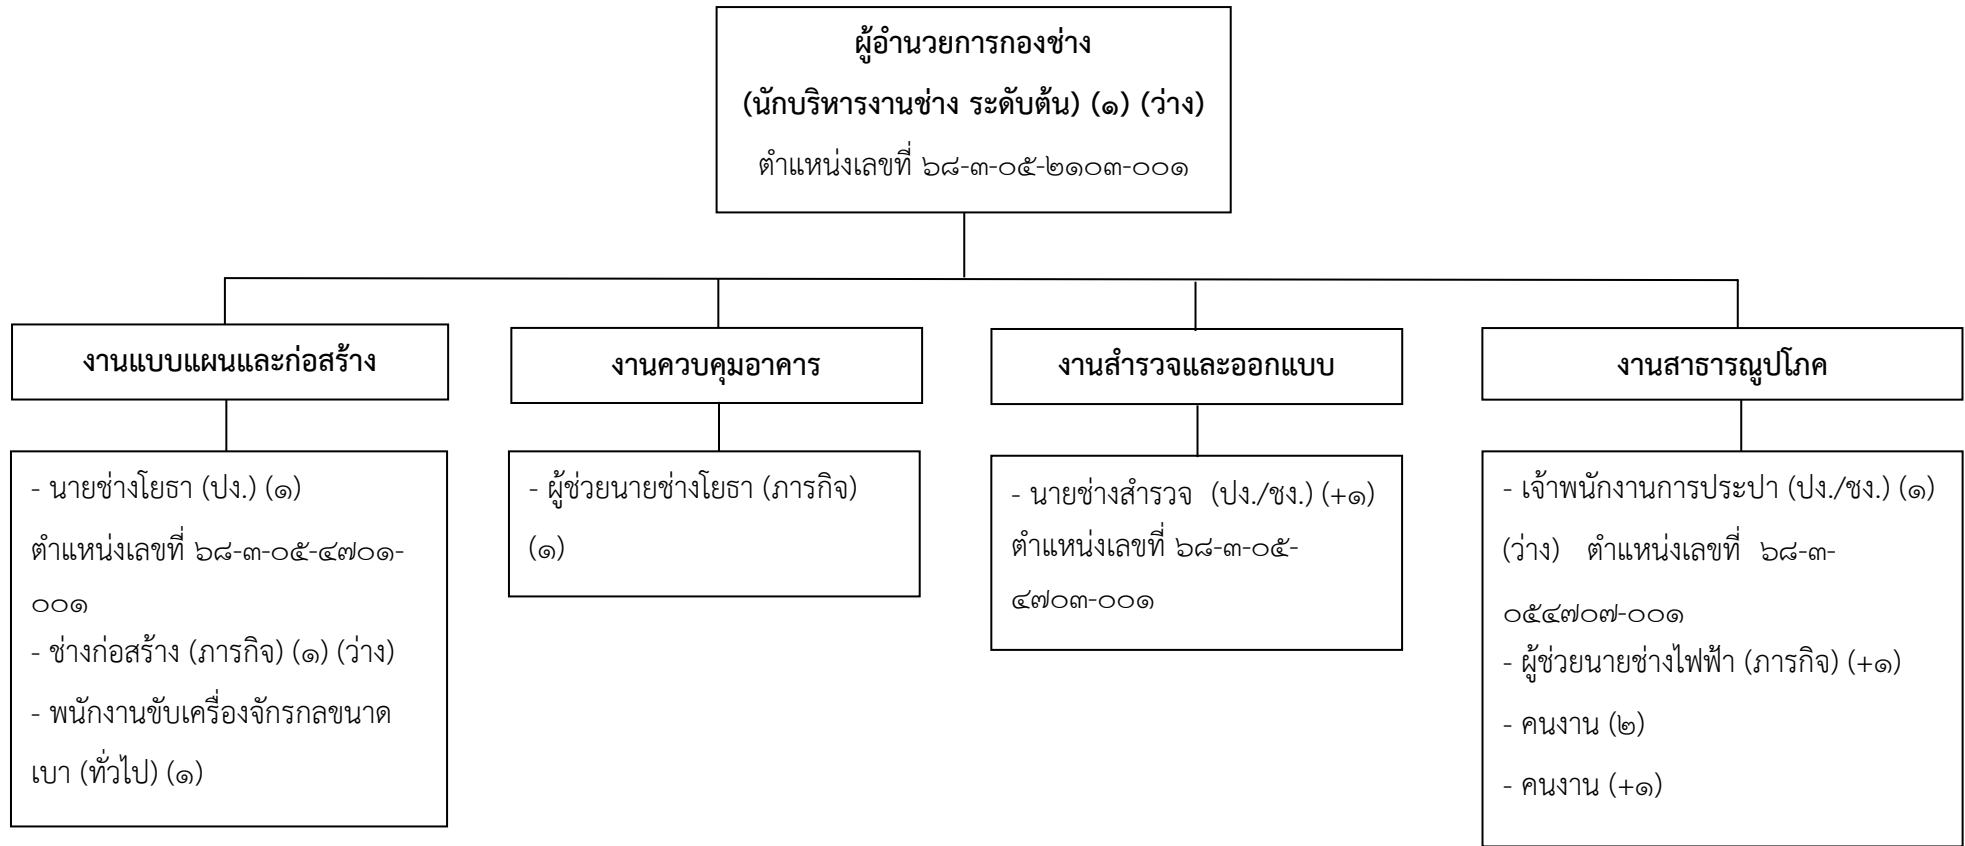 ผู้อำนวยการกองช่าง
(นักบริหารงานช่าง ระดับต้น) (๑) (ว่าง)
ตำแหน่งเลขที่ ๖๘-๓-๐๕-๒๑๐๓-๐๐๑
งานแบบแผนและก่อสร้าง
- นายช่างโยธา (ปง.) (๑)
ตำแหน่งเลขที่ ๖๘-๓-๐๕-๔๗๐๑-
๐๐๑
- ช่างก่อสร้าง (ภารกิจ) (๑) (ว่าง)
- พนักงานขับเครื่องจักรกลขนาด
เบา (ทั่วไป) (๑)
งานควบคุมอาคาร
- ผู้ช่วยนายช่างโยธา (ภารกิจ)
(๑)
งานสำรวจและออกแบบ
- นายช่างสำรวจ (ปง./ชง.) (+๑)
ตำแหน่งเลขที่ ๖๘-๓-๐๕-
๔๗๐๓-๐๐๑
งานสาธารณูปโภค
- เจ้าพนักงานการประปา (ปง./ชง.) (๑)
(ว่าง) ตำแหน่งเลขที่ ๖๘-๓-
๐๕๔๗๐๗-๐๐๑
- ผู้ช่วยนายช่างไฟฟ้า (ภารกิจ) (+๑)
- คนงาน (๒)
- คนงาน (+๑)